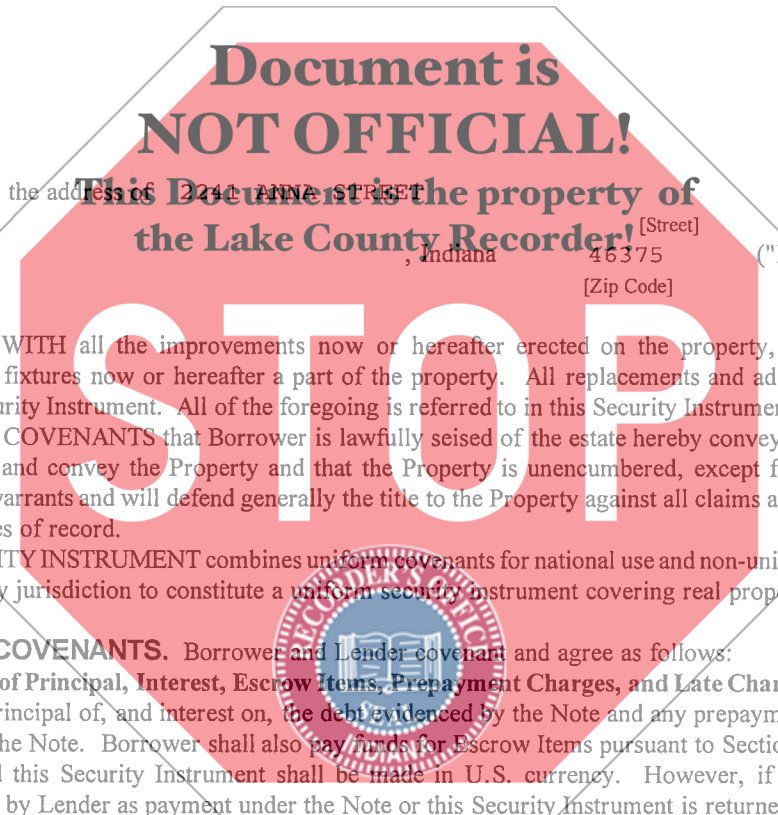 Document is
NOT OFFICIAL!
the address of 2241 ANNA STREET
This Document is the property of
[Street]
the Lake County Recorder!
, Indiana 46375 ("
[Zip Code]
STOP
WITH all the improvements now or hereafter erected on the property,
fixtures now or hereafter a part of the property. All replacements and ad
urity Instrument. All of the foregoing is referred to in this Security Instrumen
COVENANTS that Borrower is lawfully seised of the estate hereby convey
and convey the Property and that the Property is unencumbered, except f
warrants and will defend generally the title to the Property against all claims a
es of record.
ITY INSTRUMENT combines uniform covenants for national use and non-uni
y jurisdiction to constitute a uniform security instrument covering real prop
COVENANTS. Borrower and Lender covenant and agree as follows:
of Principal, Interest, Escrow Items, Prepayment Charges, and Late Char
rincipal of, and interest on, the debt evidenced by the Note and any prepaym
he Note. Borrower shall also pay funds for Escrow Items pursuant to Sectio
this Security Instrument shall be made in U.S. currency. However, if
by Lender as payment under the Note or this Security Instrument is returne
RECORDER'S OFFICE
SEAL
INDIANA